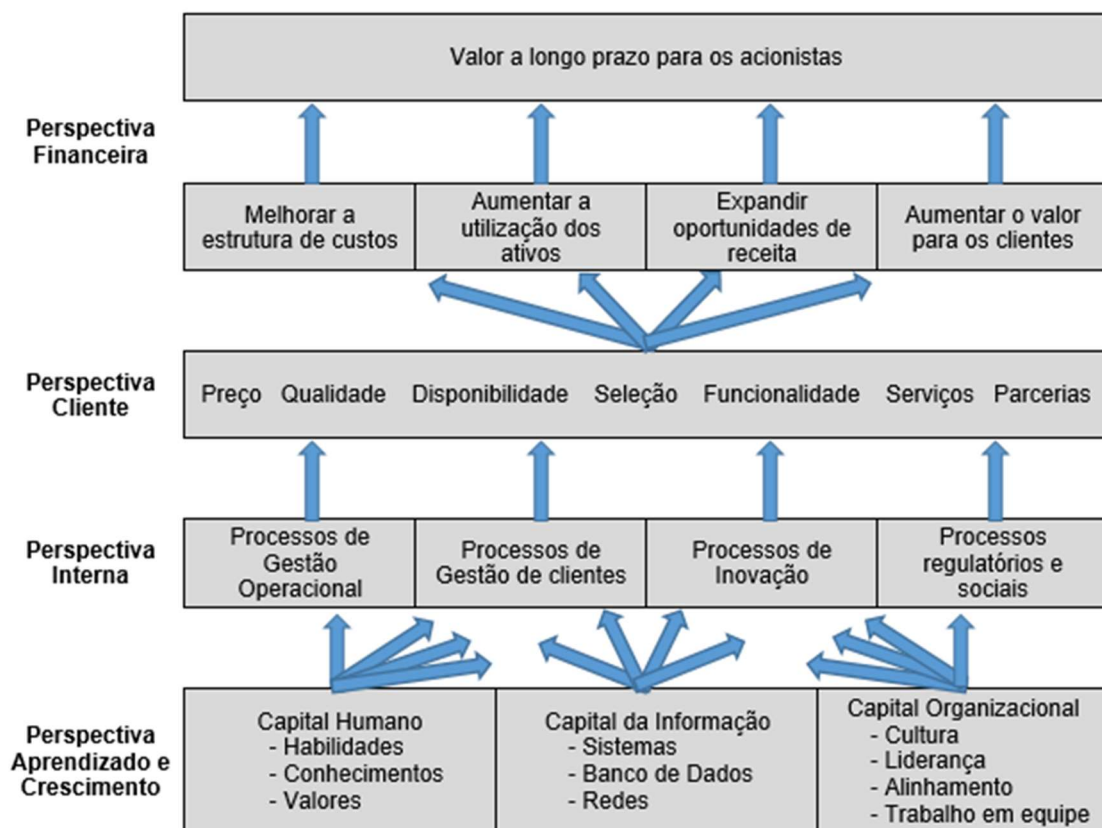 Valor a longo prazo para os acionistas
Perspectiva
Financeira
Melhorar a
estrutura de custos
Aumentar a
utilização dos
ativos
Expandir
oportunidades de
receita
Aumentar o valor
para os clientes
Perspectiva
Cliente
Preço Qualidade Disponibilidade Seleção Funcionalidade Serviços Parcerias
Perspectiva
Interna
Processos de
Gestão
Operacional
Processos de
Gestão de clientes
Processos de
Inovação
Processos
regulatórios e
sociais
Perspectiva
Aprendizado e
Crescimento
Capital Humano
- Habilidades
- Conhecimentos
- Valores
Capital da Informação
- Sistemas
- Banco de Dados
- Redes
Capital Organizacional
- Cultura
- Liderança
- Alinhamento
- Trabalho em equipe